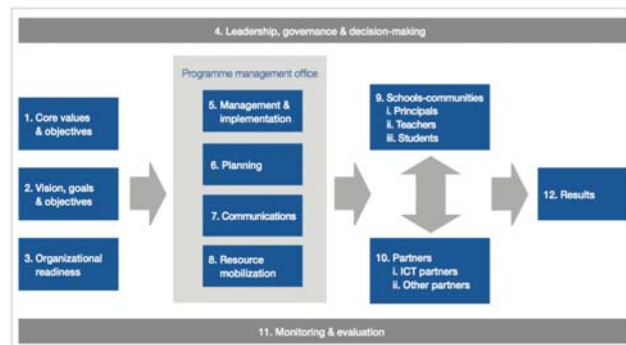 4. Leadership, governance & decision-making
Programme management office
1. Core values
& objectives
2. Vision, goals
& objectives
3. Organizational
readiness
5. Management &
implementation
6. Planning
7. Communications
8. Resource
mobilization
9. Schools-communities
i. Principals
ii. Teachers
iii. Students
10. Partners
i. ICT partners
ii. Other partners
12. Results
11. Monitoring & evaluation